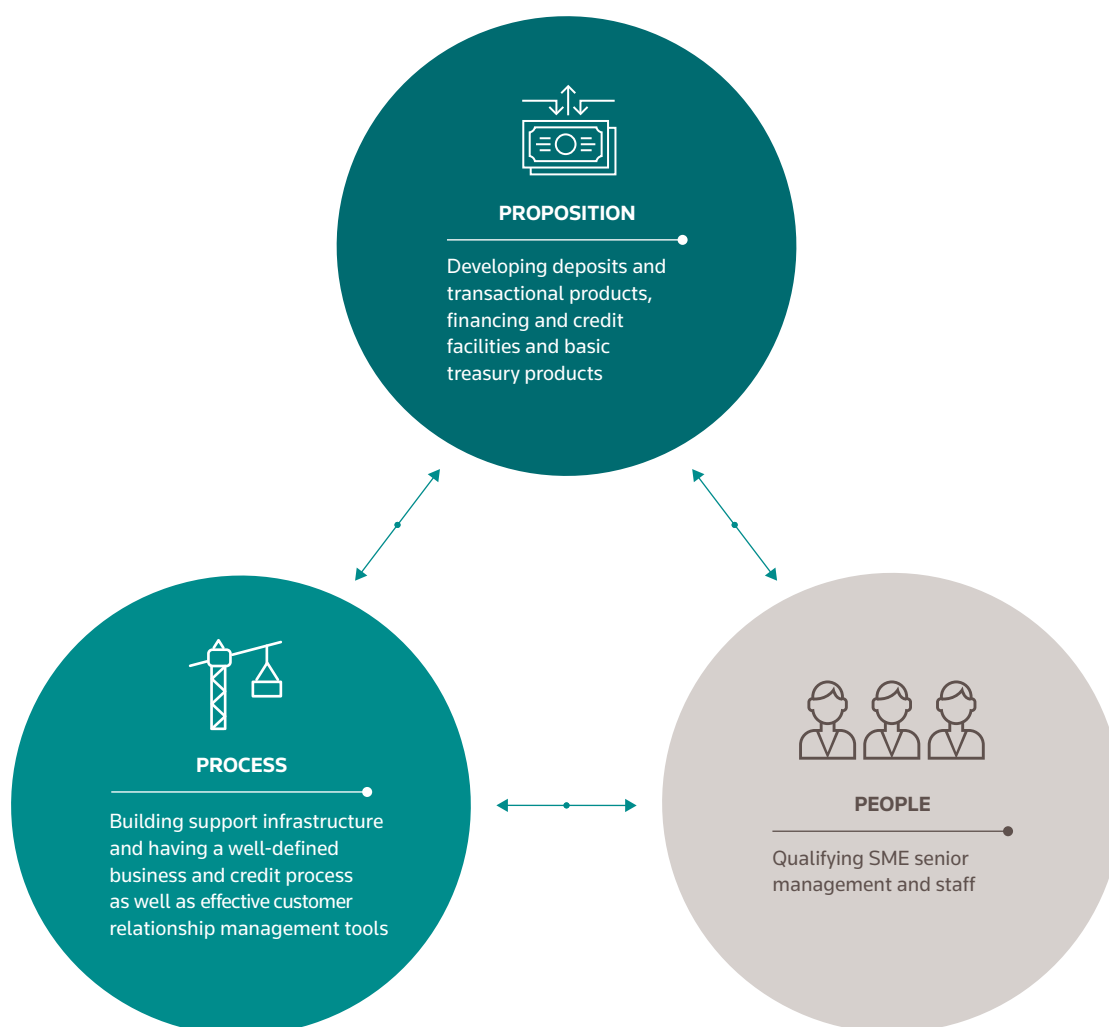 PROPOSITION
Developing deposits and
transactional products,
financing and credit
facilities and basic
treasury products
PROCESS
Building support infrastructure
and having a well-defined
business and credit process
as well as effective customer
relationship management tools
PEOPLE
Qualifying SME senior
management and staff